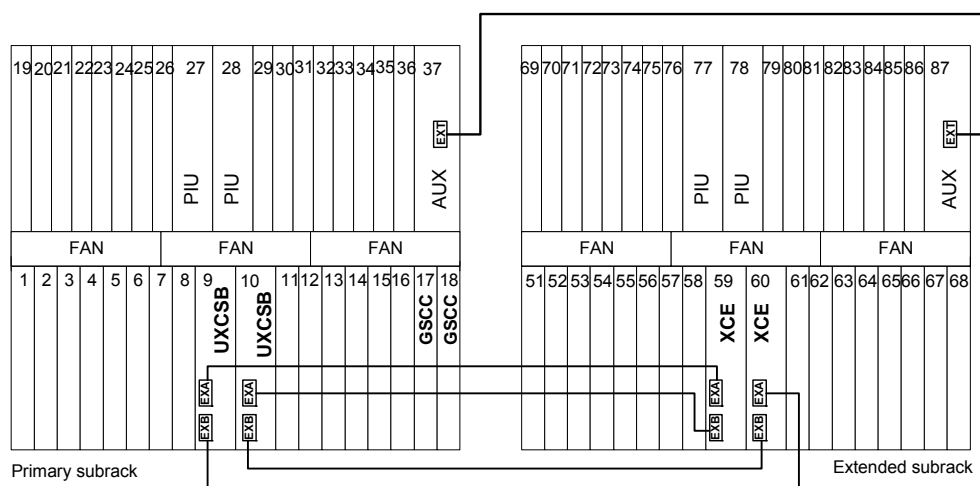 19 20 21 22 23 24 25 26 27 28 29 30 31 32 33 34 35 36 37
69 70 71 72 73 74 75 76 77 78 79 80 81 82 83 84 85 86 87
EXT
EXT
PIU
PIU
AUX
PIU
PIU
AUX
FAN
FAN
FAN
FAN
FAN
FAN
1 2 3 4 5 6 7 8 9 10 11 12 13 14 15 16 17 18
51 52 53 54 55 56 57 58 59 60 61 62 63 64 65 66 67 68
UXCSB
UXCSB
GSCC
GSCC
XCE
XCE
EXA
EXA
EXA
EXA
EXB
EXB
EXB
EXB
Primary subrack
Extended subrack